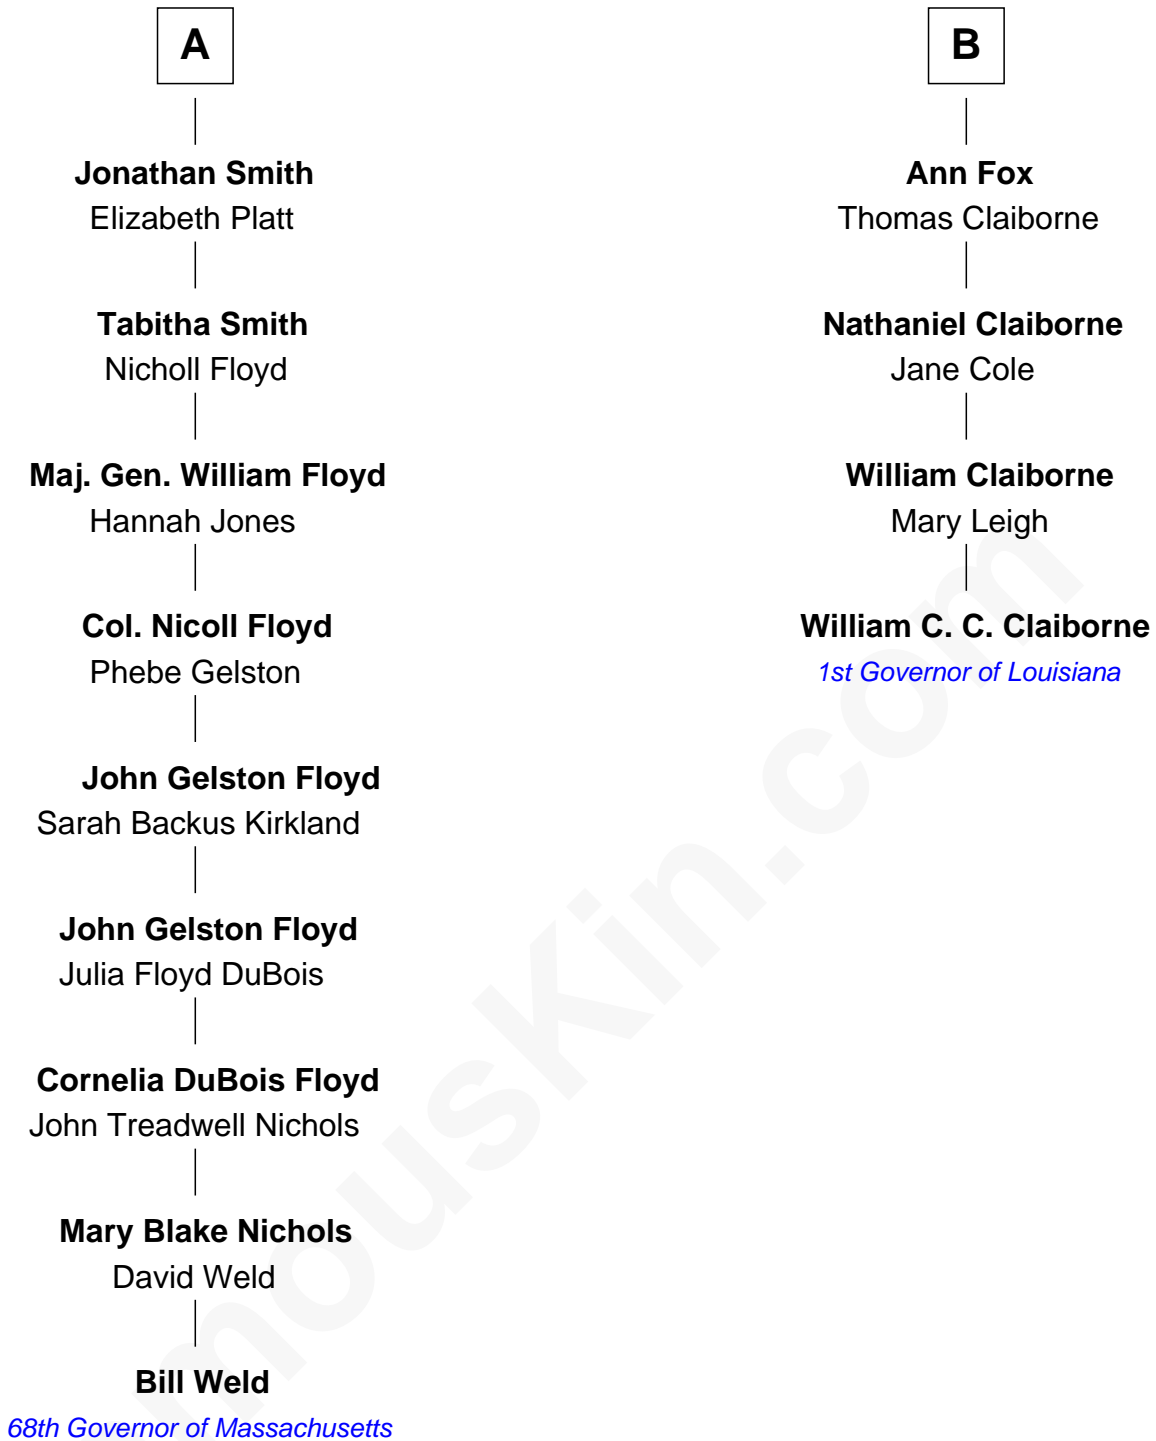 A
Jonathan Smith
Elizabeth Platt
Tabitha Smith
Nicholl Floyd
Maj. Gen. William Floyd
Hannah Jones
Col. Nicoll Floyd
Phebe Gelston
John Gelston Floyd
Sarah Backus Kirkland
John Gelston Floyd
Julia Floyd DuBois
Cornelia DuBois Floyd
John Treadwell Nichols
Mary Blake Nichols
David Weld
Bill Weld
68th Governor of Massachusetts
B
Ann Fox
Thomas Claiborne
Nathaniel Claiborne
Jane Cole
William Claiborne
Mary Leigh
William C. C. Claiborne
1st Governor of Louisiana
mousKin.com